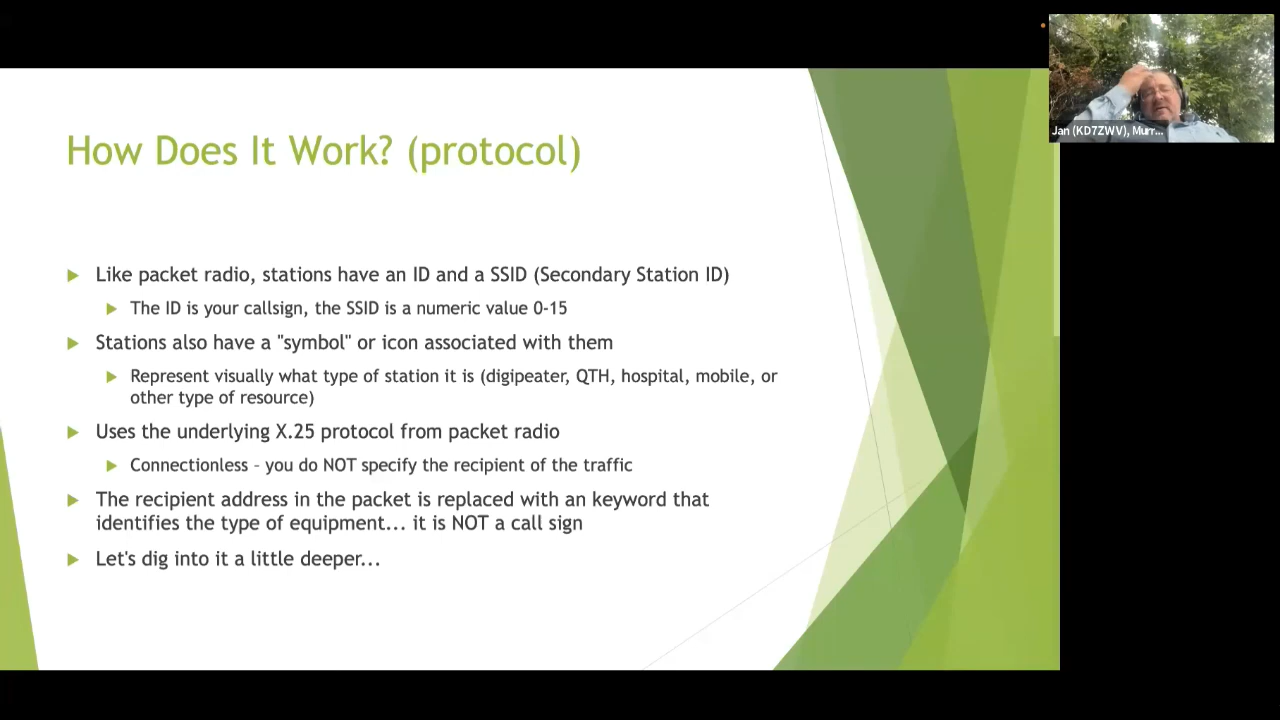 How Does It Work? (protocol)
Like packet radio, stations have an ID and a SSID (Secondary Station ID)
The ID is your callsign, the SSID is a numeric value 0-15
Stations also have a "symbol" or icon associated with them
Represent visually what type of station it is (digipeater, QTH, hospital, mobile, or
other type of resource)
Uses the underlying X.25 protocol from packet radio
Connectionless – you do NOT specify the recipient of the traffic
The recipient address in the packet is replaced with an keyword that
identifies the type of equipment... it is NOT a call sign
Let's dig into it a little deeper...
Jan (KD7ZWV), Murr...